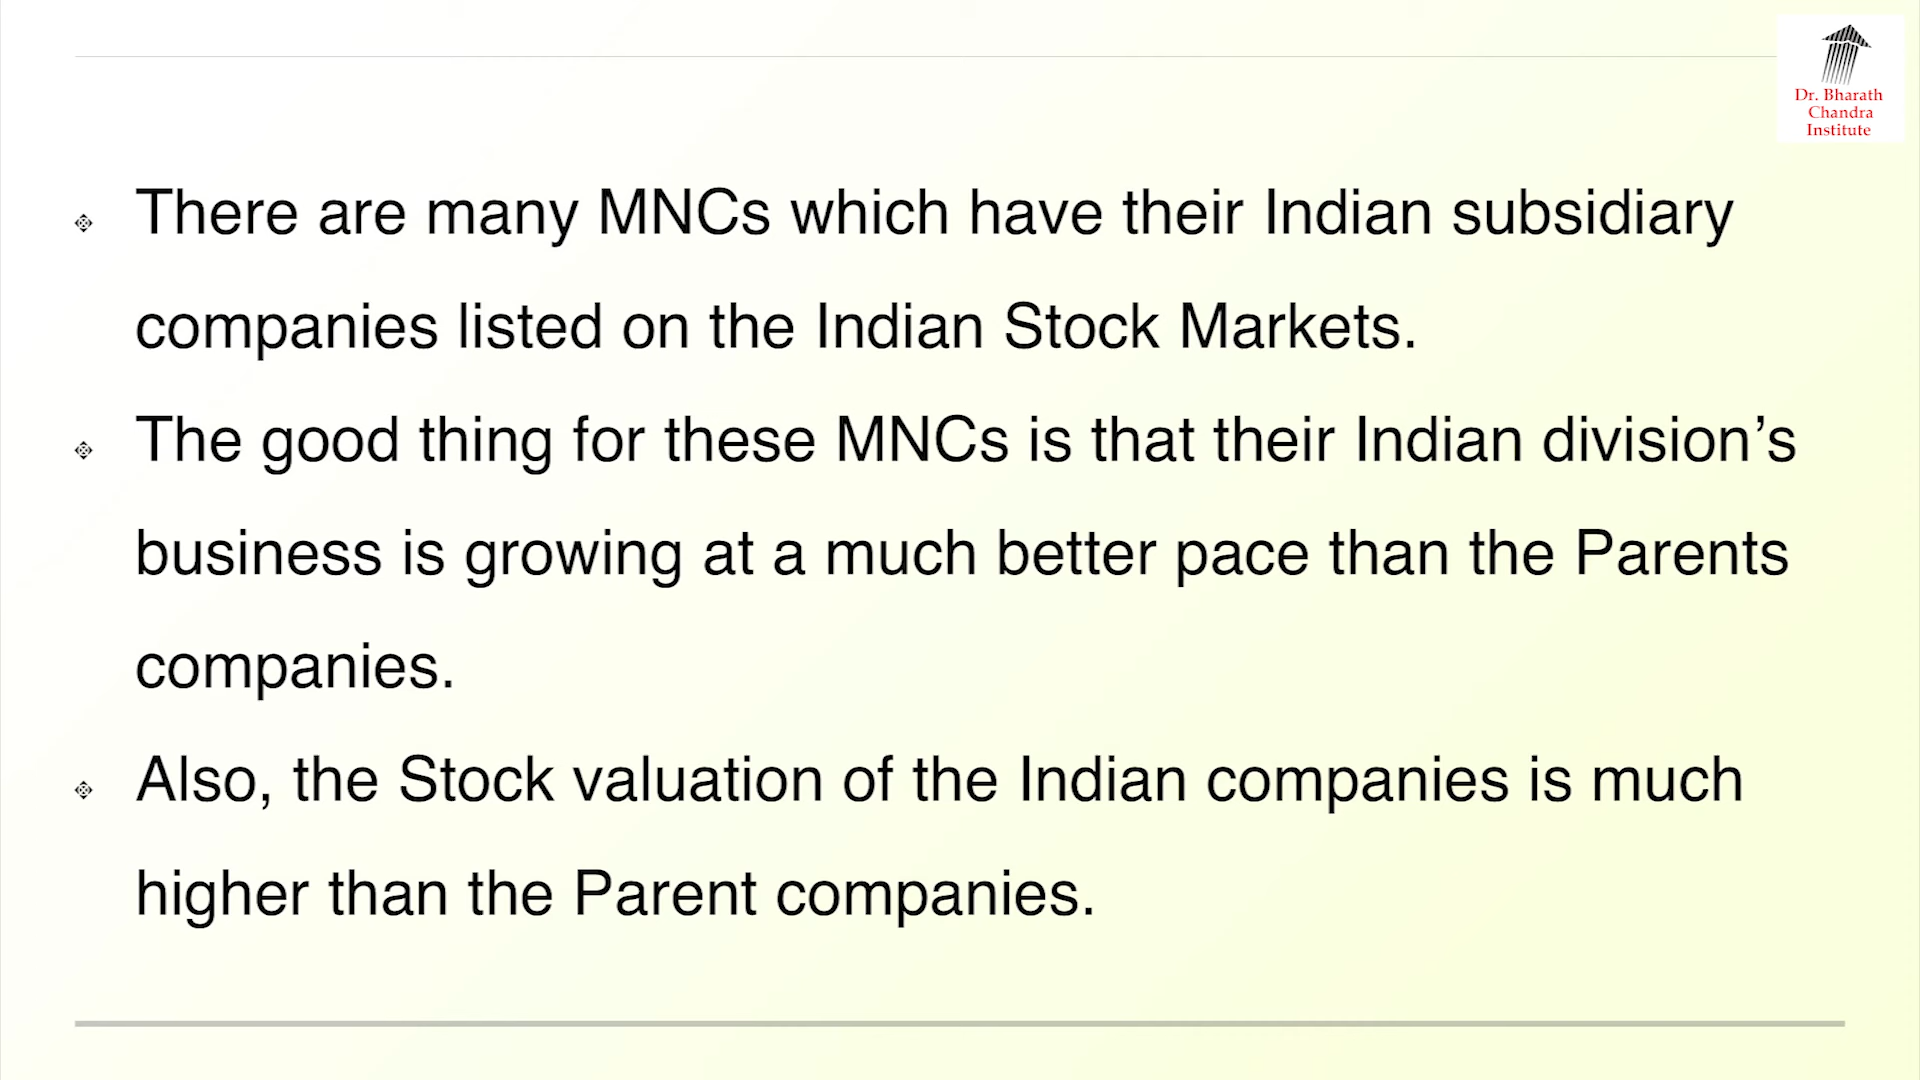 Dr. Bharath
Chandra
Institute
There are many MNCs which have their Indian subsidiary
companies listed on the Indian Stock Markets.
The good thing for these MNCs is that their Indian division’s
business is growing at a much better pace than the Parents
companies.
Also, the Stock valuation of the Indian companies is much
higher than the Parent companies.